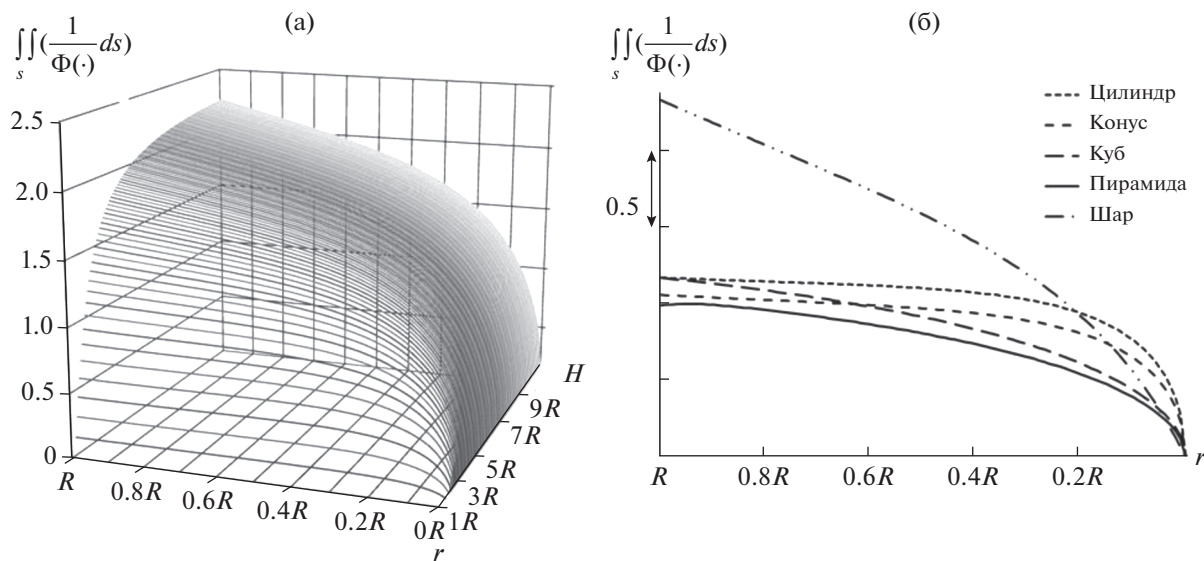 (а)
∫∫∫(1/Φ(·) ds)
s
2.5
2.0
1.5
1.0
0.5
0
R
0.8R
0.6R
0.4R
0.2R
0R
r
1R
3R
5R
7R
9R
H
(б)
∫∫∫(1/Φ(·) ds)
s
0.5
Цилиндр
Конус
Куб
Пирамида
Шар
R
0.8R
0.6R
0.4R
0.2R
r